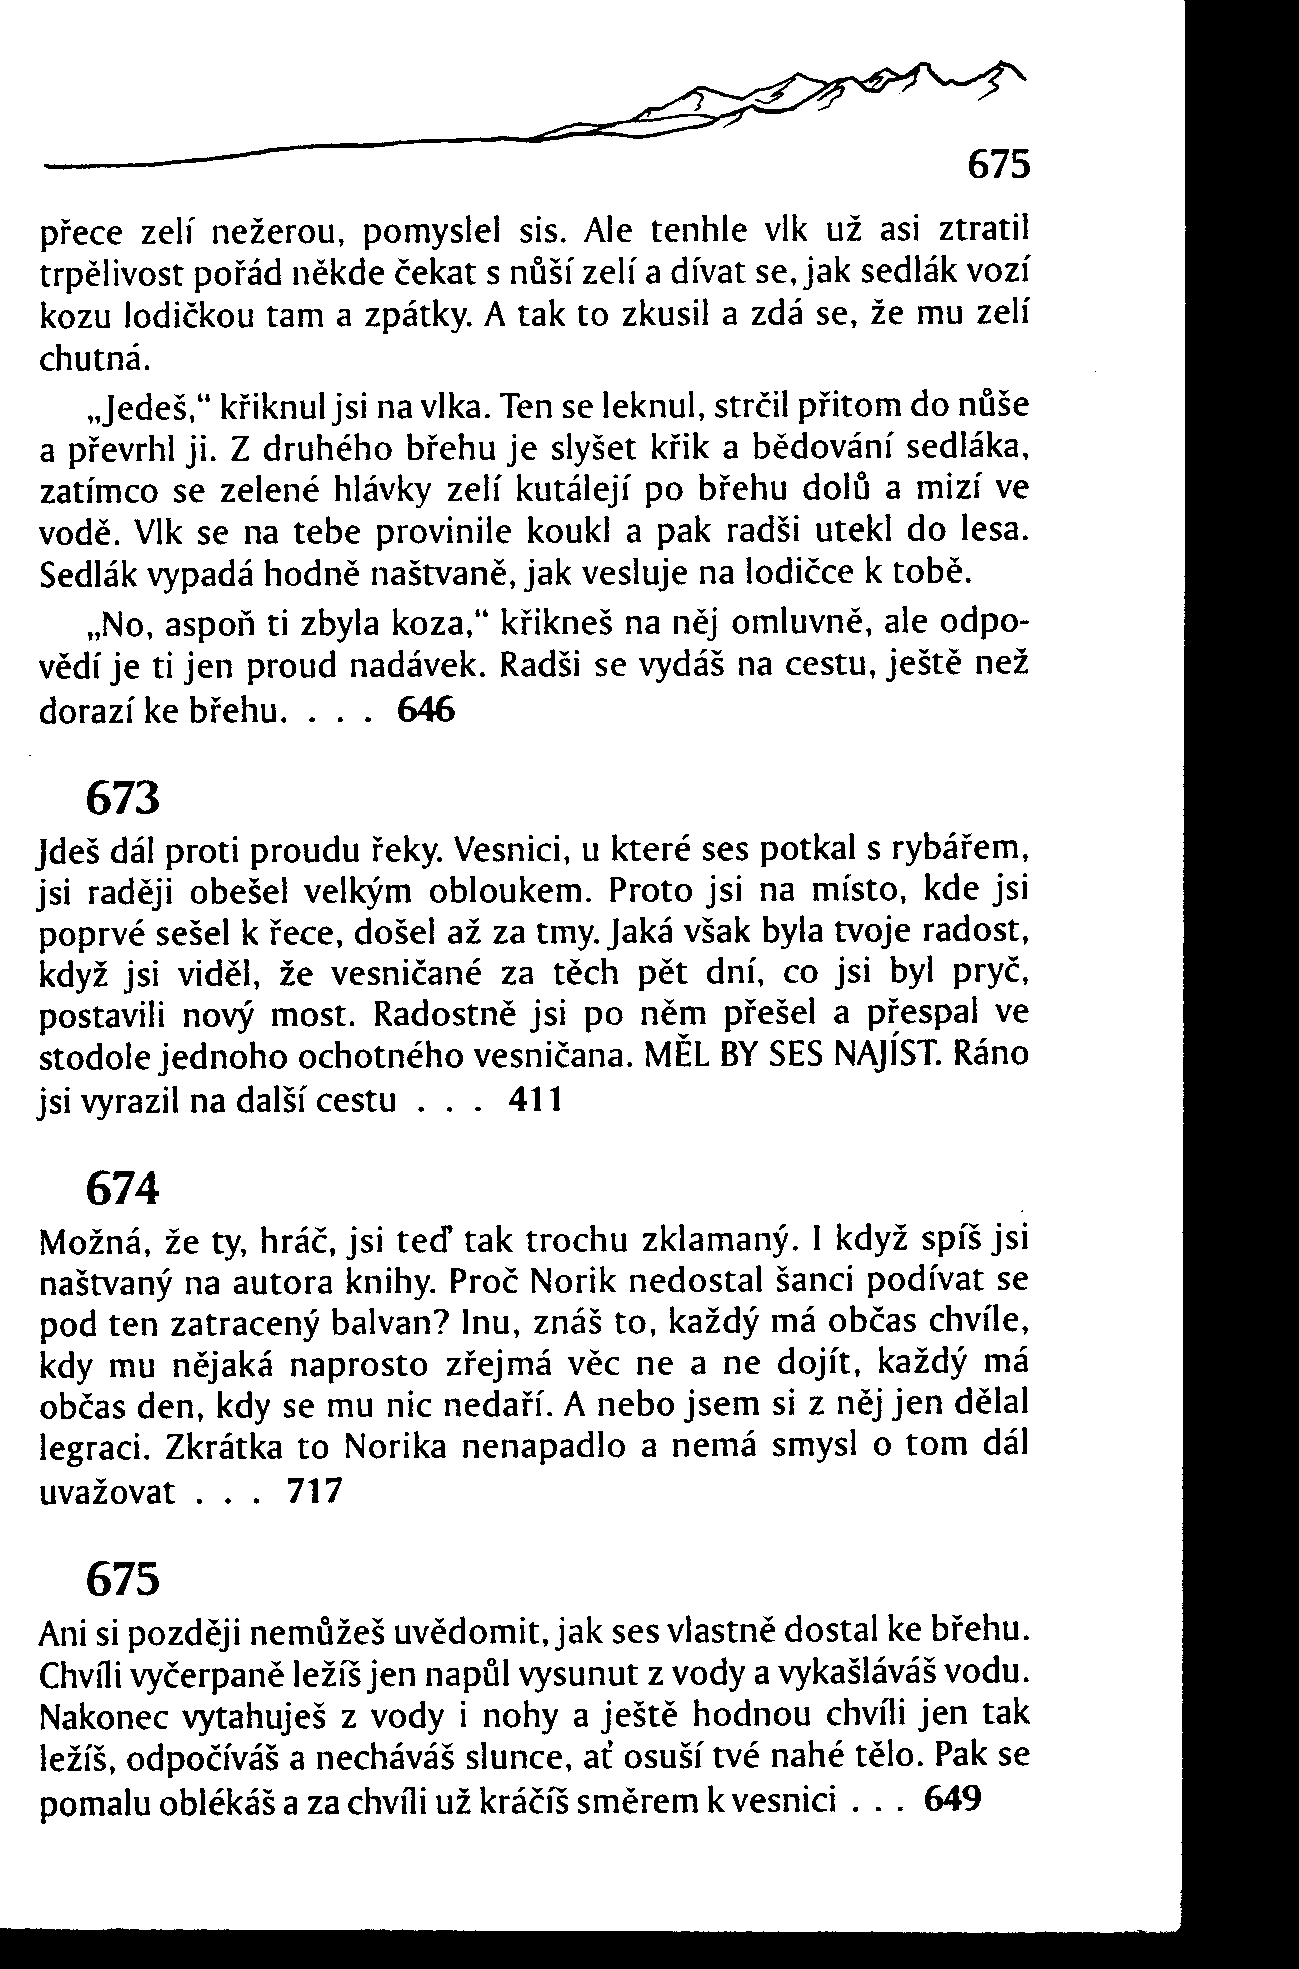 675
přece zelí nežerou, pomyslel sis. Ale tenhle vlk už asi ztratil
trpělivost pořád někde čekat s nůší zelí a dívat se, jak sedlák vozí
kozu lodičkou tam a zpátky. A tak to zkusil a zdá se, že mu zelí
chutná.
„Jedeš,“ křiknul jsi na vlka. Ten se leknul, strčil přitom do nůše
a převrhl ji. Z druhého břehu je slyšet křik a bědování sedláka,
zatímco se zelené hlávky zelí kutálejí po břehu dolů a mizí ve
vodě. Vlk se na tebe provinile koukl a pak radši utekl do lesa.
Sedlák vypadá hodně naštvaně, jak vesluje na lodičce k tobě.
„No, aspoň ti zbyla koza,“ křikneš na něj omluvně, ale odpo-
vědí je ti jen proud nadávek. Radši se vydáš na cestu, ještě než
dorazí ke břehu. . . . 646
673
Jdeš dál proti proudu řeky. Vesnici, u které ses potkal s rybářem,
jsi raději obešel velkým obloukem. Proto jsi na místo, kde jsi
poprvé sešel k řece, došel až za tmy. Jaká však byla tvoje radost,
když jsi viděl, že vesničané za těch pět dní, co jsi byl pryč,
postavili nový most. Radostně jsi po něm přešel a přespal ve
stodole jednoho ochotného vesničana. MĚL BY SES NAJÍST. Ráno
jsi vyrazil na další cestu . . . 411
674
Možná, že ty, hráč, jsi teď tak trochu zklamaný. I když spíš jsi
naštvaný na autora knihy. Proč Norik nedostal šanci podívat se
pod ten zatracený balvan? Inu, znáš to, každý má občas chvíle,
kdy mu nějaká naprosto zřejmá věc ne a ne dojít, každý má
občas den, kdy se mu nic nedaří. A nebo jsem si z něj jen dělal
legraci. Zkrátka to Norika nenapadlo a nemá smysl o tom dál
uvažovat . . . 717
675
Ani si později nemůžeš uvědomit, jak ses vlastně dostal ke břehu.
Chvíli vyčerpaně ležíš jen napůl vysunut z vody a vykašláváš vodu.
Nakonec vytahuješ z vody i nohy a ještě hodnou chvíli jen tak
ležíš, odpočíváš a necháváš slunce, ať osuší tvé nahé tělo. Pak se
pomalu oblékáš a za chvíli už kráčíš směrem k vesnici . . . 649